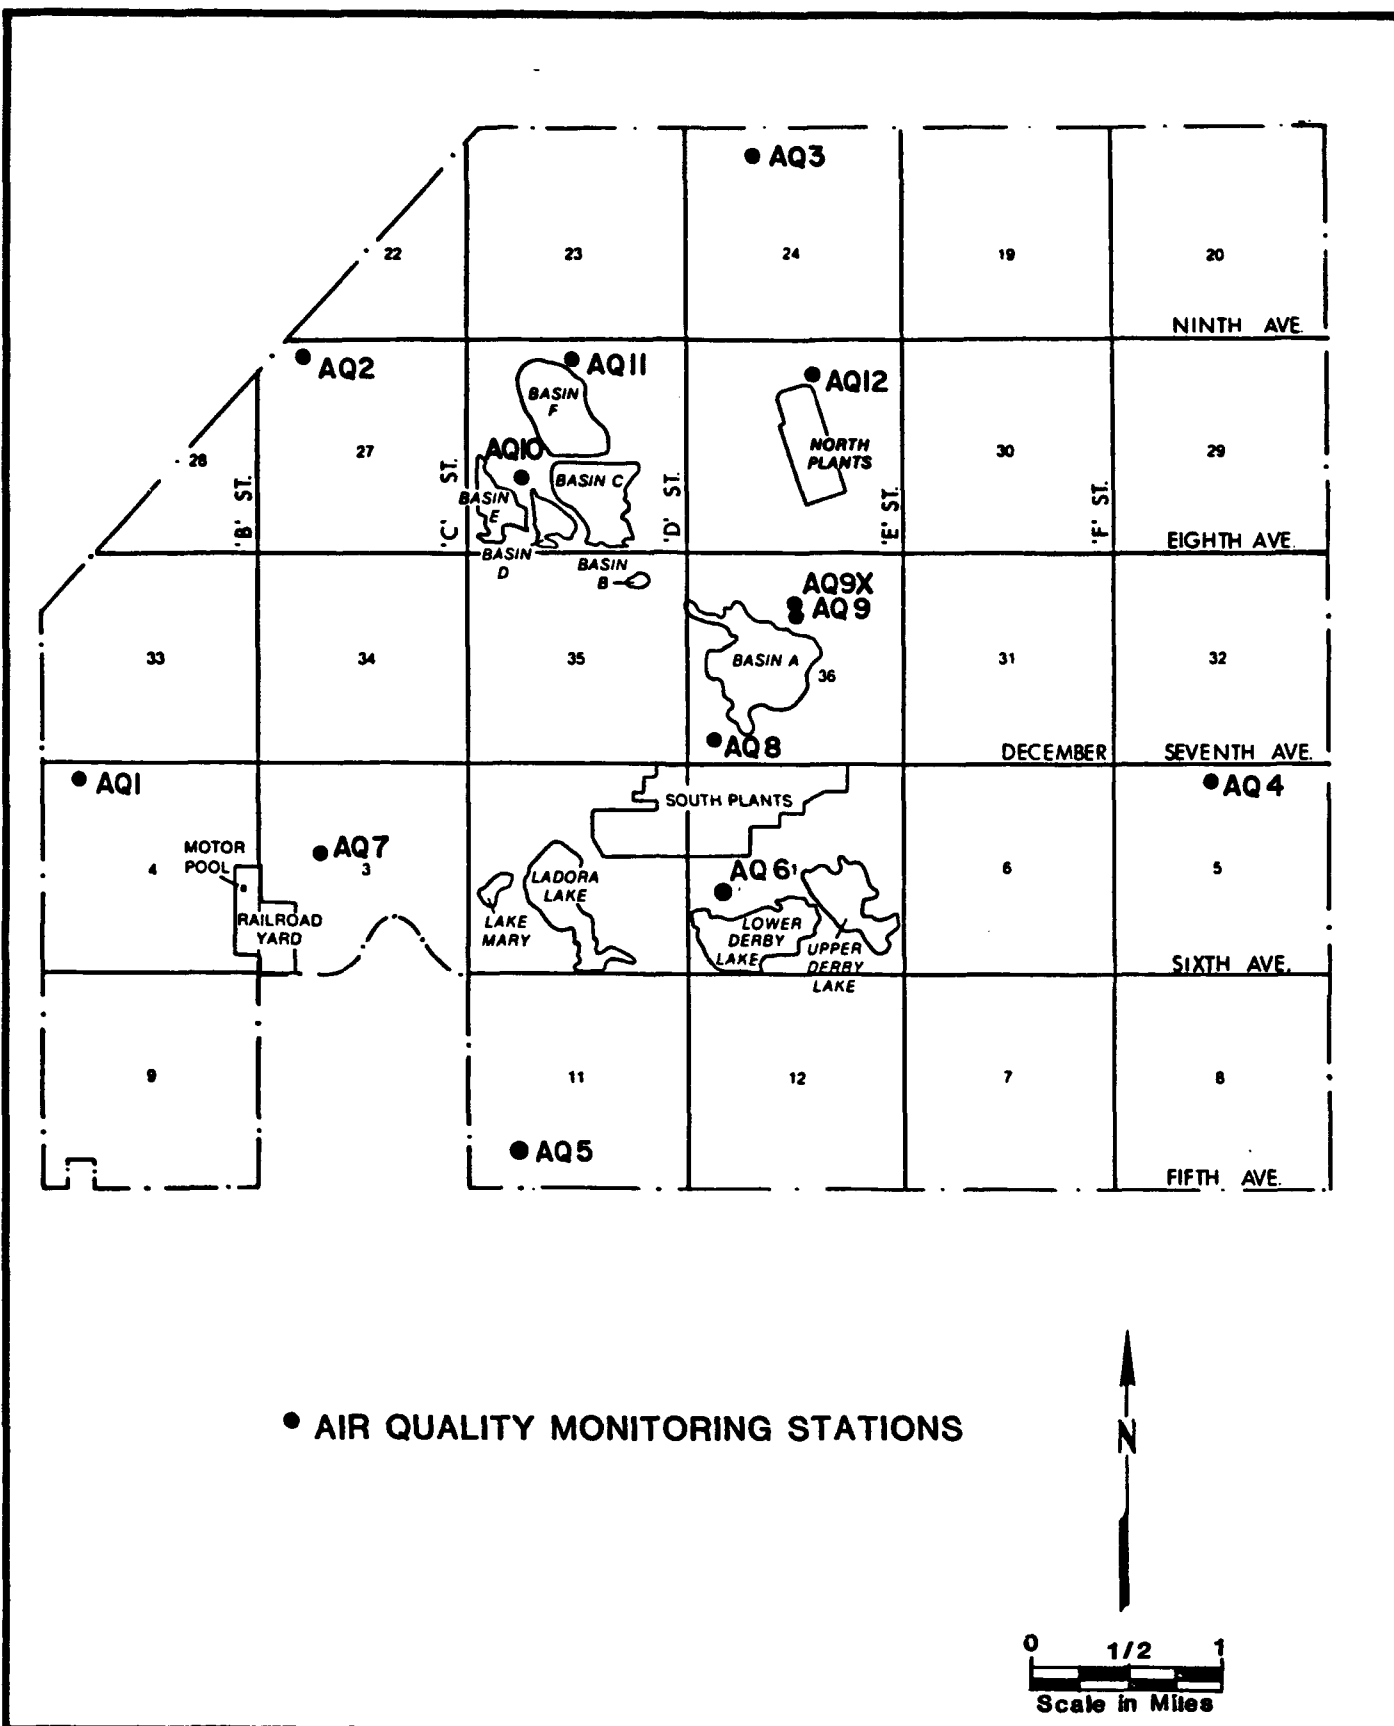 AQ3
22
23
24
19
20
NINTH AVE.
AQ2
AQ11
AQ12
BASIN
F
28
27
NORTH
PLANTS
30
29
AQ10
'B' ST.
'C' ST.
BASIN
E
BASIN C
'D' ST.
'E' ST.
'F' ST.
EIGHTH AVE.
BASIN
D
BASIN
B
AQ9X
AQ9
33
34
35
BASIN A
36
31
32
AQ8
DECEMBER SEVENTH AVE.
AQ1
SOUTH PLANTS
AQ4
MOTOR
POOL
4
AQ7
3
LADORA
LAKE
AQ6
1
6
5
RAILROAD
YARD
LAKE
MARY
LOWER
DERBY
LAKE
UPPER
DERBY
LAKE
SIXTH AVE.
9
11
12
7
8
AQ5
FIFTH AVE.
AIR QUALITY MONITORING STATIONS
N
0 1/2 1
Scale in Miles